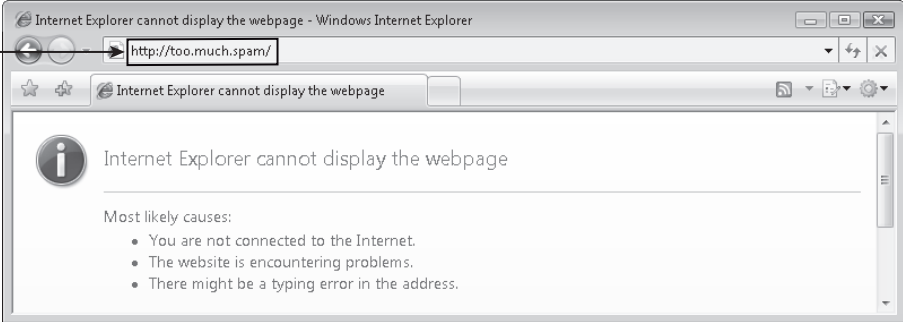 Internet Explorer cannot display the webpage - Windows Internet Explorer
http://too.much.spam/
Internet Explorer cannot display the webpage
Internet Explorer cannot display the webpage
Most likely causes:
• You are not connected to the Internet.
• The website is encountering problems.
• There might be a typing error in the address.